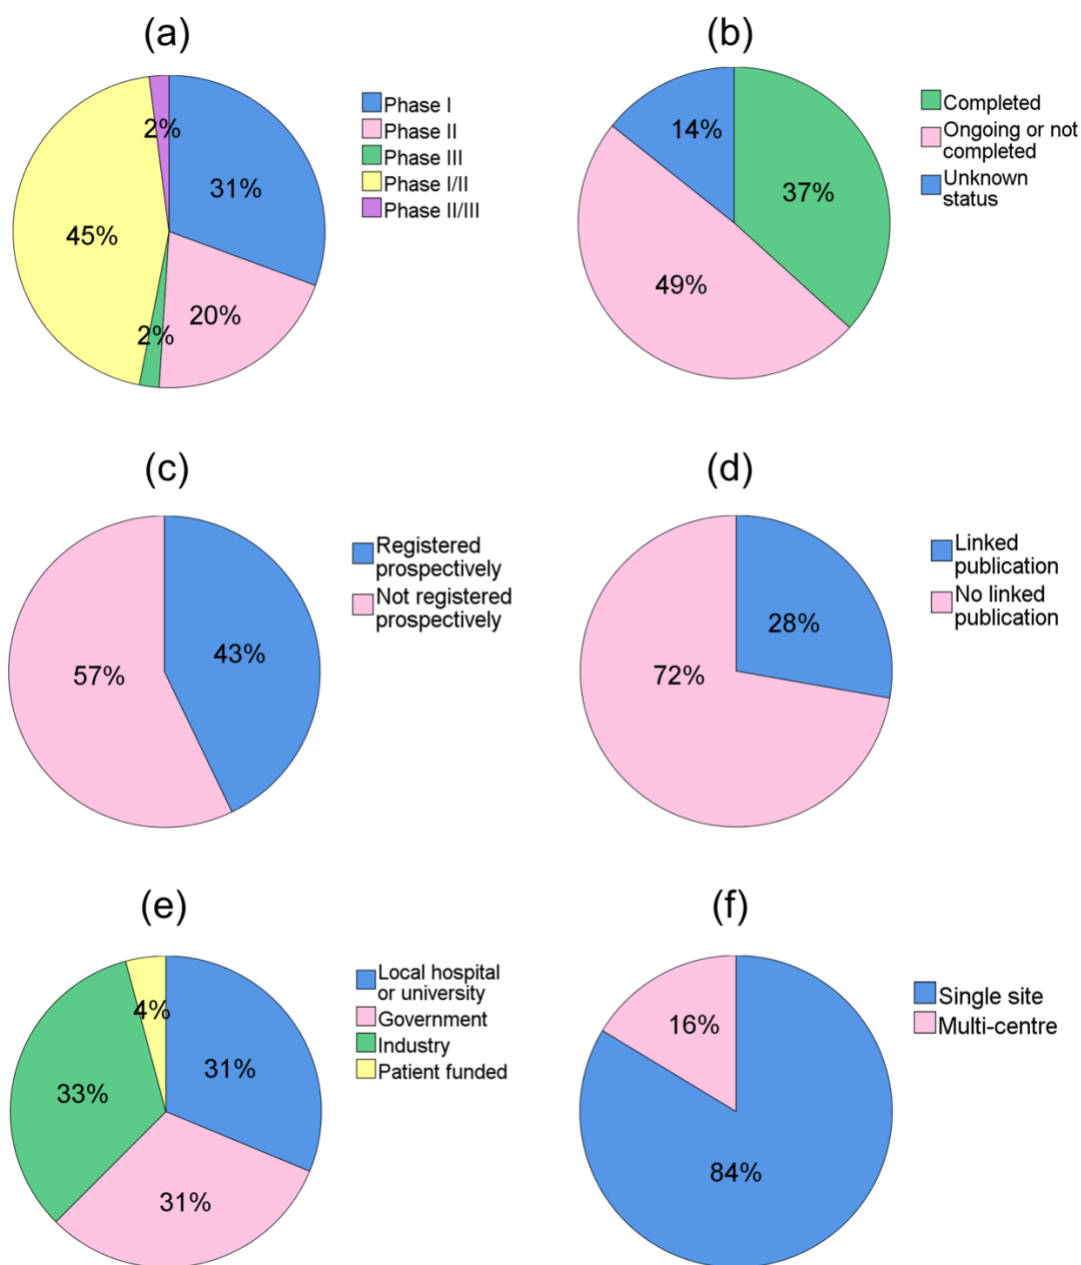 (a)
Phase I
Phase II
Phase III
Phase I/II
Phase II/III
2%
31%
45%
20%
2%
(b)
Completed
Ongoing or not
completed
Unknown
status
14%
37%
49%
(c)
Registered
prospectively
Not registered
prospectively
43%
57%
(d)
Linked
publication
No linked
publication
28%
72%
(e)
Local hospital
or university
Government
Industry
Patient funded
4%
31%
33%
31%
(f)
Single site
Multi-centre
16%
84%